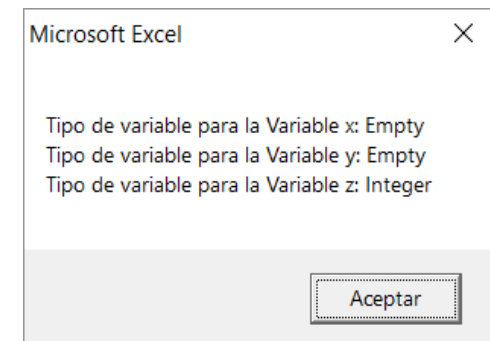 Microsoft Excel
Tipo de variable para la Variable x: Empty
Tipo de variable para la Variable y: Empty
Tipo de variable para la Variable z: Integer
Aceptar